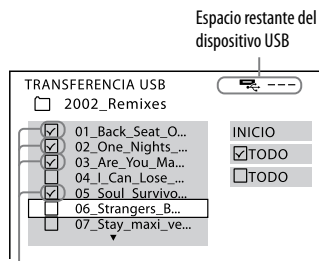 Espacio restante del
dispositivo USB
TRANSFERENCIA USB
---
2002_Remixes
01_Back_Seat_O...
02_One_Nights_...
03_Are_You_Ma...
04_I_Can_Lose_...
05_Soul_Survivo...
06_Strangers_B...
07_Stay_maxi_ve...
INICIO
TODO
TODO